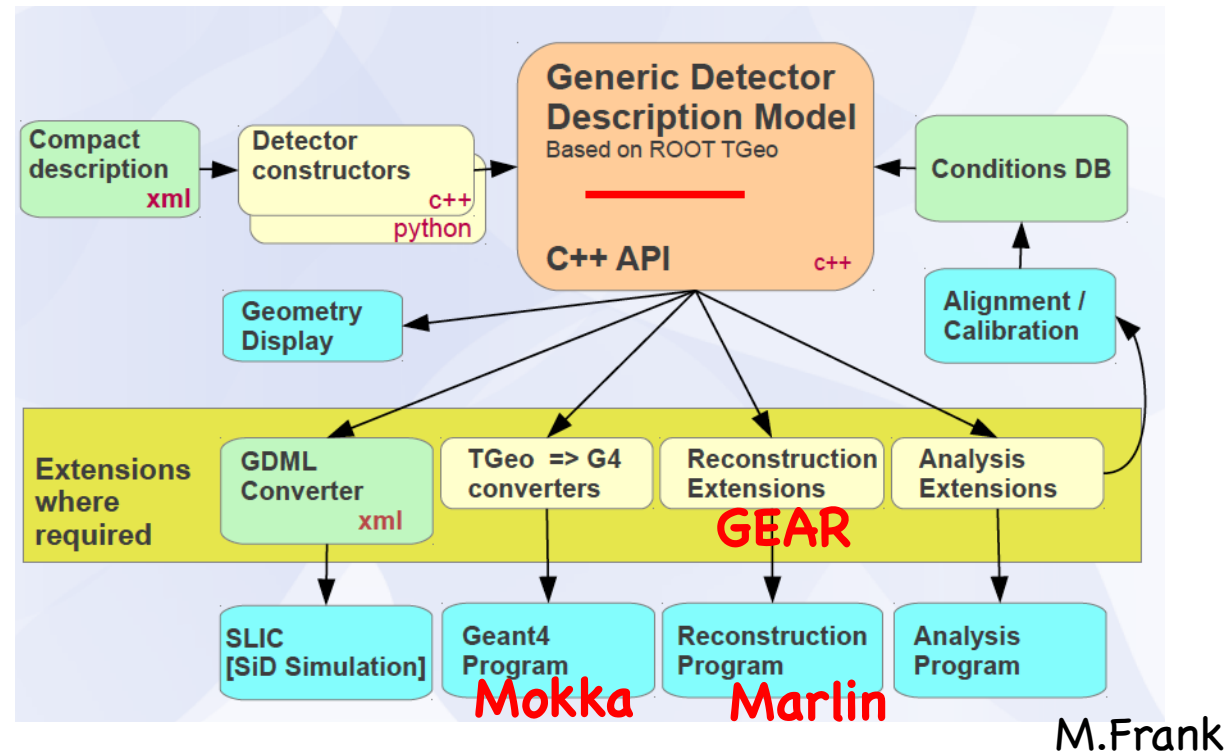 Generic Detector
Description Model
Based on ROOT TGeo
C++ API
c++
Compact
description
xml
Detector
constructors
c++
python
Conditions DB
Geometry
Display
Alignment /
Calibration
Extensions
where
required
GDML
Converter
xml
TGeo => G4
converters
Reconstruction
Extensions
GEAR
Analysis
Extensions
SLIC
[SiD Simulation]
Geant4
Program
Mokka
Reconstruction
Program
Marlin
Analysis
Program
M.Frank